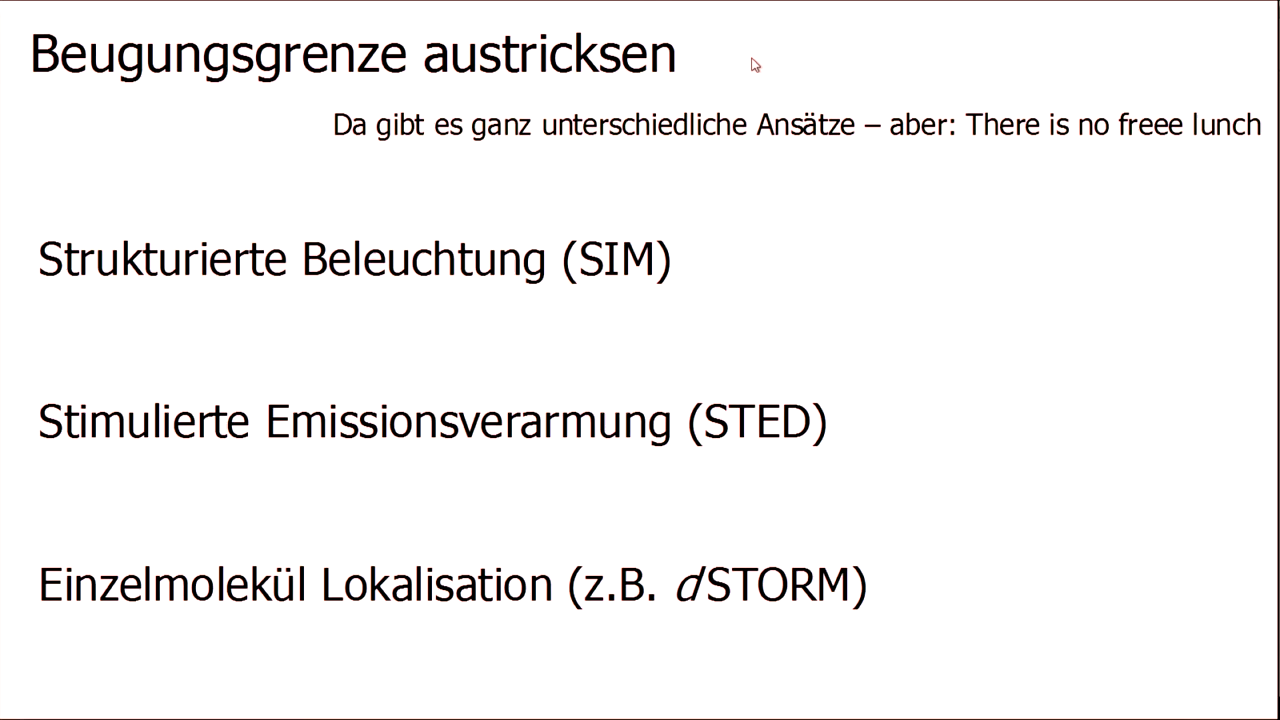 Beugungsgrenze austricksen
Da gibt es ganz unterschiedliche Ansätze – aber: There is no freee lunch
Strukturierte Beleuchtung (SIM)
Stimulierte Emissionsverarmung (STED)
Einzelmolekül Lokalisation (z.B. dSTORM)